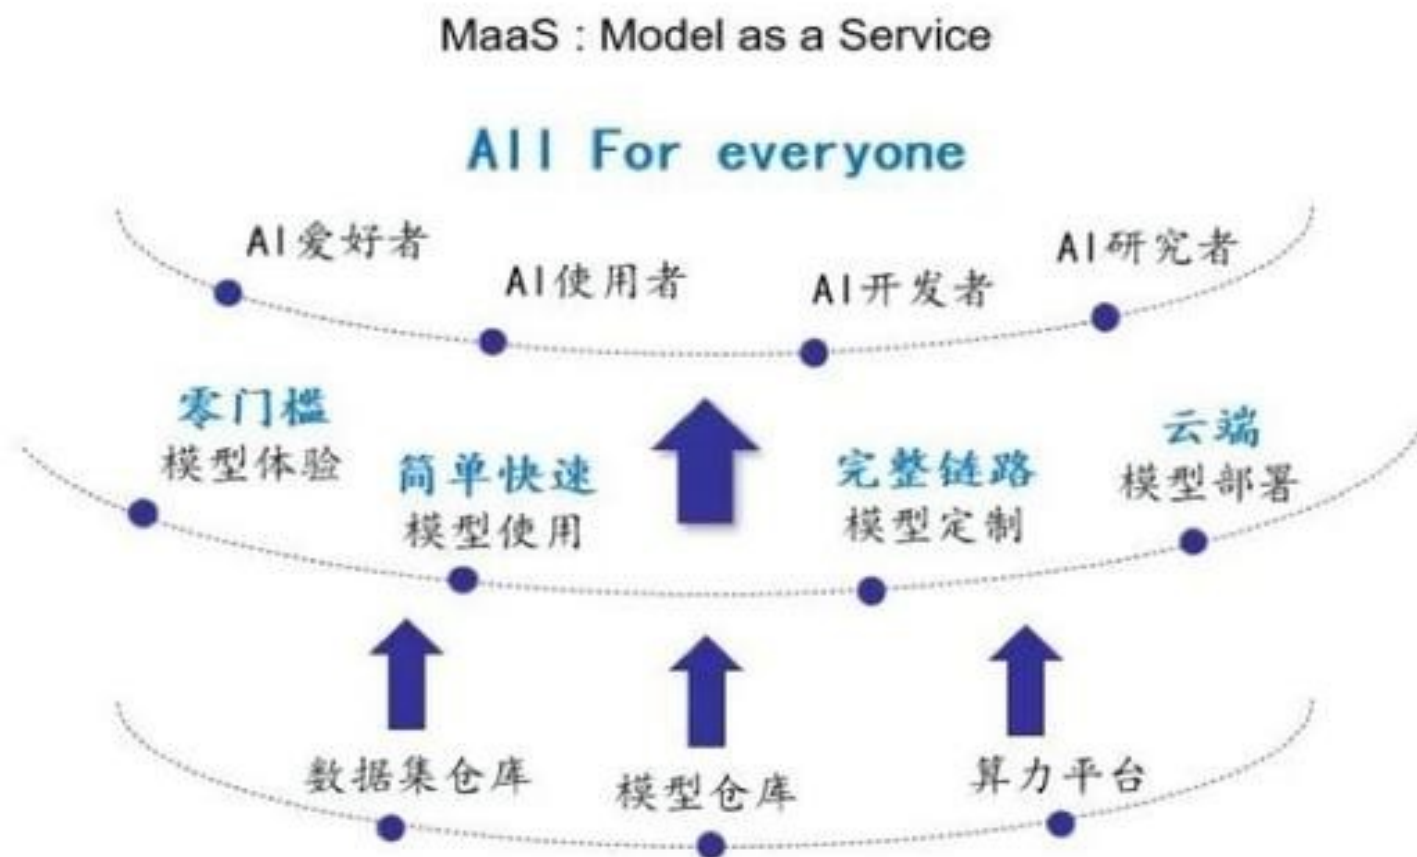 MaaS : Model as a Service
All For everyone
AI爱好者
AI使用者
AI开发者
AI研究者
零门槛
模型体验
简单快速
模型使用
完整链路
模型定制
云端
模型部署
数据集仓库
模型仓库
算力平台